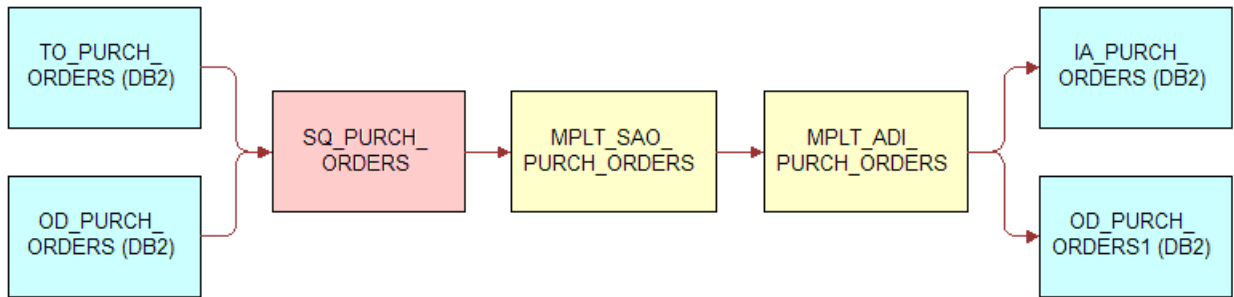 TO_PURCH_
ORDERS (DB2)
OD_PURCH_
ORDERS (DB2)
SQ_PURCH_
ORDERS
MPLT_SAO_
PURCH_ORDERS
MPLT_ADI_
PURCH_ORDERS
IA_PURCH_
ORDERS (DB2)
OD_PURCH_
ORDERS1 (DB2)